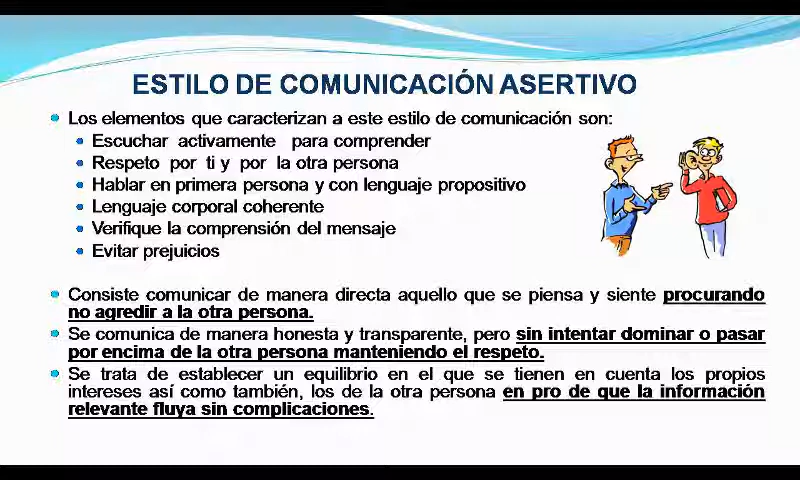 ESTILO DE COMUNICACIÓN ASERTIVO
Los elementos que caracterizan a este estilo de comunicación son:
Escuchar activamente para comprender
Respeto por ti y por la otra persona
Hablar en primera persona y con lenguaje propositivo
Lenguaje corporal coherente
Verifique la comprensión del mensaje
Evitar prejuicios
Consiste comunicar de manera directa aquello que se piensa y siente procurando
no agredir a la otra persona.
Se comunica de manera honesta y transparente, pero sin intentar dominar o pasar
por encima de la otra persona manteniendo el respeto.
Se trata de establecer un equilibrio en el que se tienen en cuenta los propios
intereses así como también, los de la otra persona en pro de que la información
relevante fluya sin complicaciones.